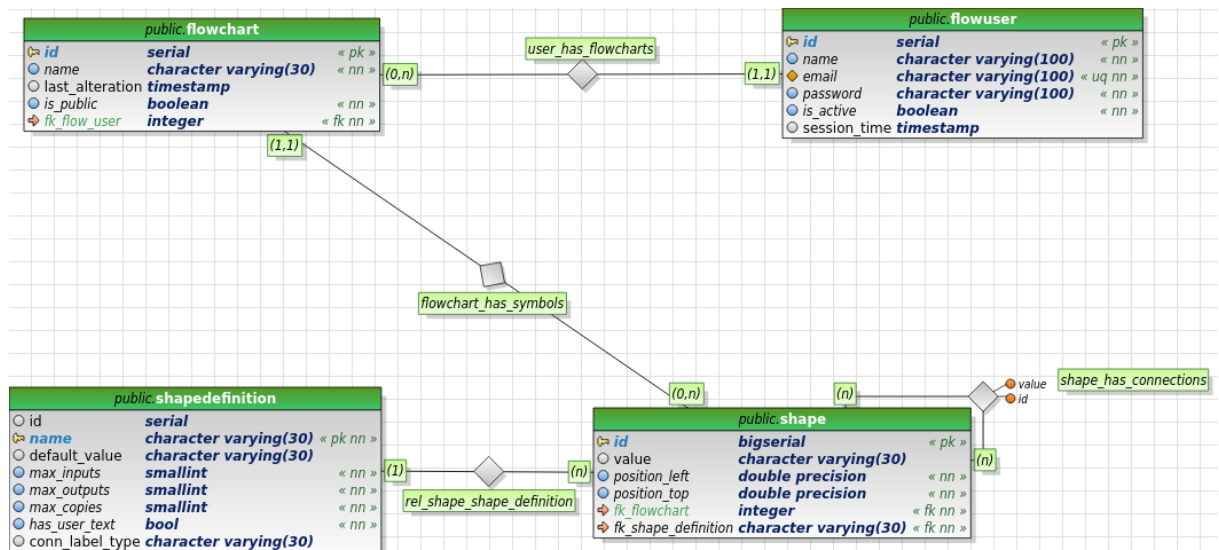 public.flowchart
id serial « pk »
name character varying(30) « nn »
last_alteration timestamp
is_public boolean « nn »
fk_flow_user integer « fk nn »
(0,n)
user_has_flowcharts
(1,1)
public.flowuser
id serial « pk »
name character varying(100) « nn »
email character varying(100) « uq nn »
password character varying(100) « nn »
is_active boolean « nn »
session_time timestamp
(1,1)
flowchart_has_symbols
(0,n)
public.shapedefinition
id serial
name character varying(30) « pk nn »
default_value character varying(30)
max_inputs smallint « nn »
max_outputs smallint « nn »
max_copies smallint « nn »
has_user_text bool « nn »
conn_label_type character varying(30)
(1)
rel_shape_shape_definition
(n)
public.shape
id bigserial « pk »
value character varying(30)
position_left double precision « nn »
position_top double precision « nn »
fk_flowchart integer « fk nn »
fk_shape_definition character varying(30) « fk nn »
(n)
value
id
shape_has_connections
(n)